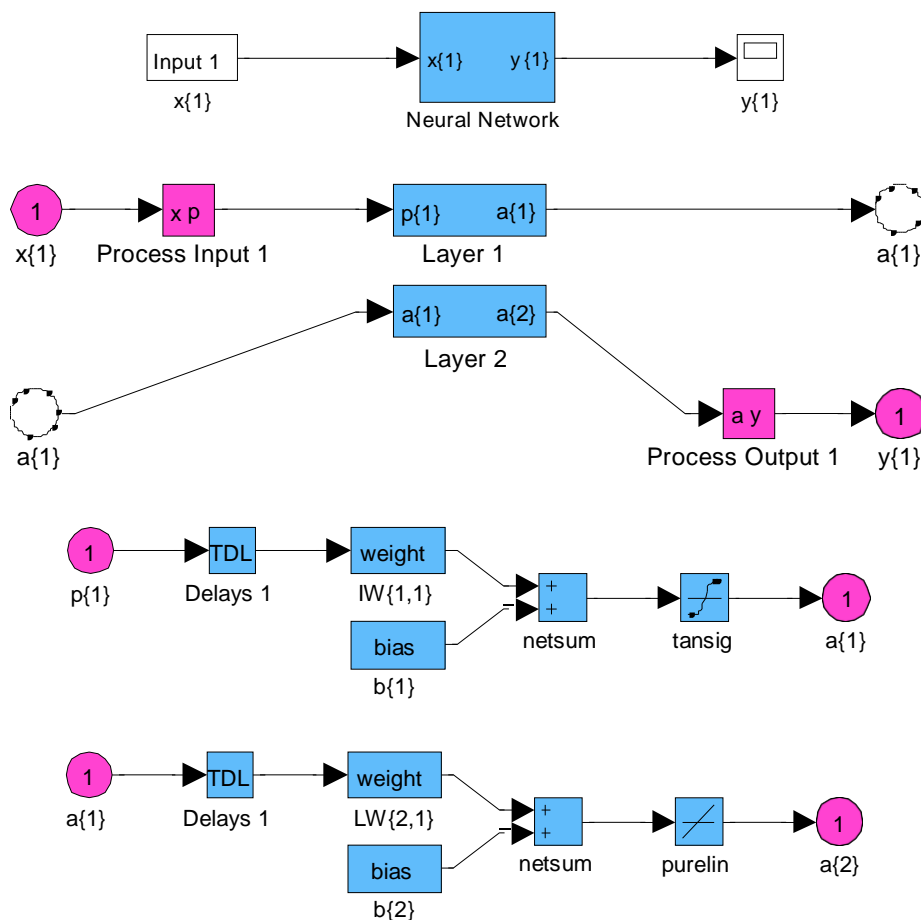 Input 1
x{1}
x{1} y{1}
Neural Network
y{1}
1
x{1}
x p
Process Input 1
p{1} a{1}
Layer 1
a{1}
a{1} a{2}
Layer 2
a{1}
a y
Process Output 1
1
y{1}
1
p{1}
TDL
Delays 1
weight
IW{1,1}
bias
b{1}
+
+
netsum
tansig
1
a{1}
1
a{1}
TDL
Delays 1
weight
LW{2,1}
bias
b{2}
+
+
netsum
purelin
1
a{2}